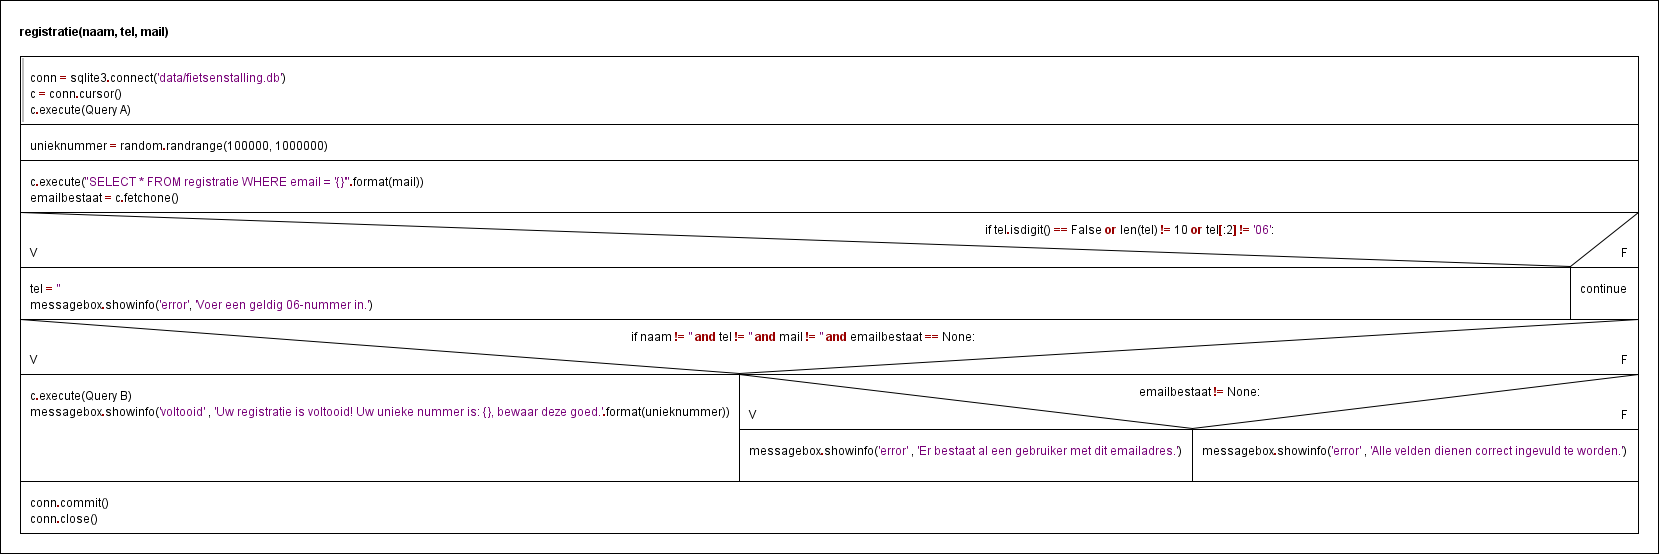 registratie(naam, tel, mail)
conn = sqlite3.connect('data/fietsenstalling.db')
c = conn.cursor()
c.execute(Query A)
unieknummer = random.randrange(100000, 1000000)
c.execute("SELECT * FROM registratie WHERE email = '{}'".format(mail))
emailbestaat = c.fetchone()
if tel.isdigit() == False or len(tel) != 10 or tel[:2] != '06':
V
F
tel = ''
messagebox.showinfo('error', 'Voer een geldig 06-nummer in.')
continue
if naam != '' and tel != '' and mail != '' and emailbestaat == None:
V
F
c.execute(Query B)
messagebox.showinfo('voltooid' , 'Uw registratie is voltooid! Uw unieke nummer is: {}, bewaar deze goed.'.format(unieknummer))
emailbestaat != None:
V
F
messagebox.showinfo('error' , 'Er bestaat al een gebruiker met dit emailadres.')
messagebox.showinfo('error' , 'Alle velden dienen correct ingevuld te worden.')
conn.commit()
conn.close()